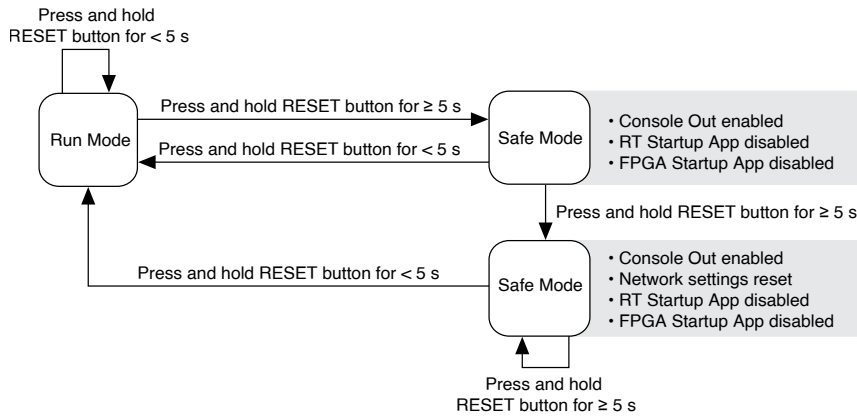 Press and hold
RESET button for < 5 s
Run Mode
Press and hold RESET button for ≥ 5 s
Press and hold RESET button for < 5 s
Safe Mode
• Console Out enabled
• RT Startup App disabled
• FPGA Startup App disabled
Press and hold RESET button for ≥ 5 s
Press and hold RESET button for < 5 s
Safe Mode
• Console Out enabled
• Network settings reset
• RT Startup App disabled
• FPGA Startup App disabled
Press and hold
RESET button for ≥ 5 s